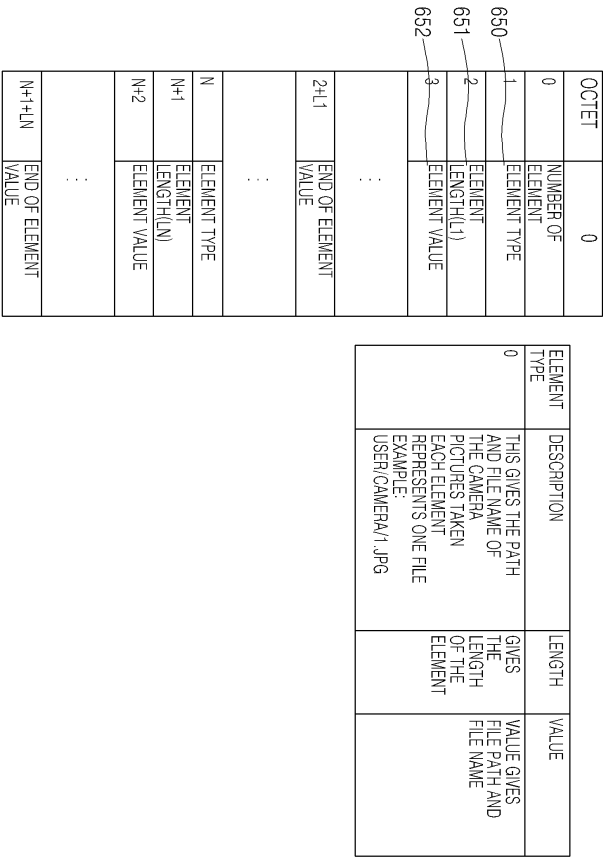 650
651
652
OCTET
0
0
NUMBER OF
ELEMENT
1
ELEMENT TYPE
2
ELEMENT
LENGTH(L1)
3
ELEMENT VALUE
:
:
2+L1
END OF ELEMENT
VALUE
:
:
N
ELEMENT TYPE
N+1
ELEMENT
LENGTH(LN)
N+2
ELEMENT VALUE
:
:
N+1+LN
END OF ELEMENT
VALUE
ELEMENT
TYPE
DESCRIPTION
LENGTH
VALUE
0
THIS GIVES THE PATH
AND FILE NAME OF
THE CAMERA
PICTURES TAKEN
EACH ELEMENT
REPRESENTS ONE FILE
EXAMPLE:
USER/CAMERA/1.JPG
GIVES
THE
LENGTH
OF THE
ELEMENT
VALUE GIVES
FILE PATH AND
FILE NAME